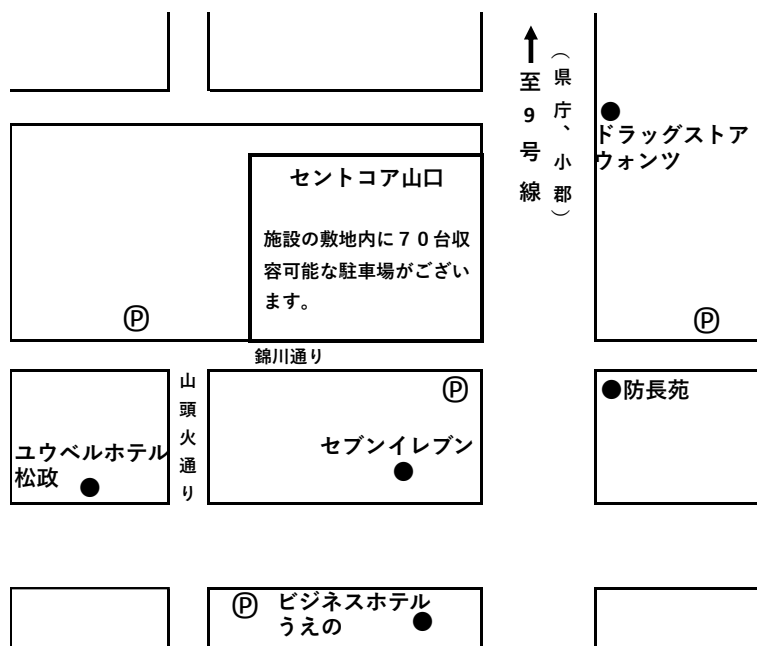 至9号線
（県庁、小郡）
ドラッグストア
ウォンツ
セントコア山口
施設の敷地内に７０台収
容可能な駐車場がござい
ます。
Ⓟ
Ⓟ
錦川通り
山頭火通り
Ⓟ
防長苑
ユウベルホテル
松政
セブンイレブン
Ⓟ
ビジネスホテル
うえの